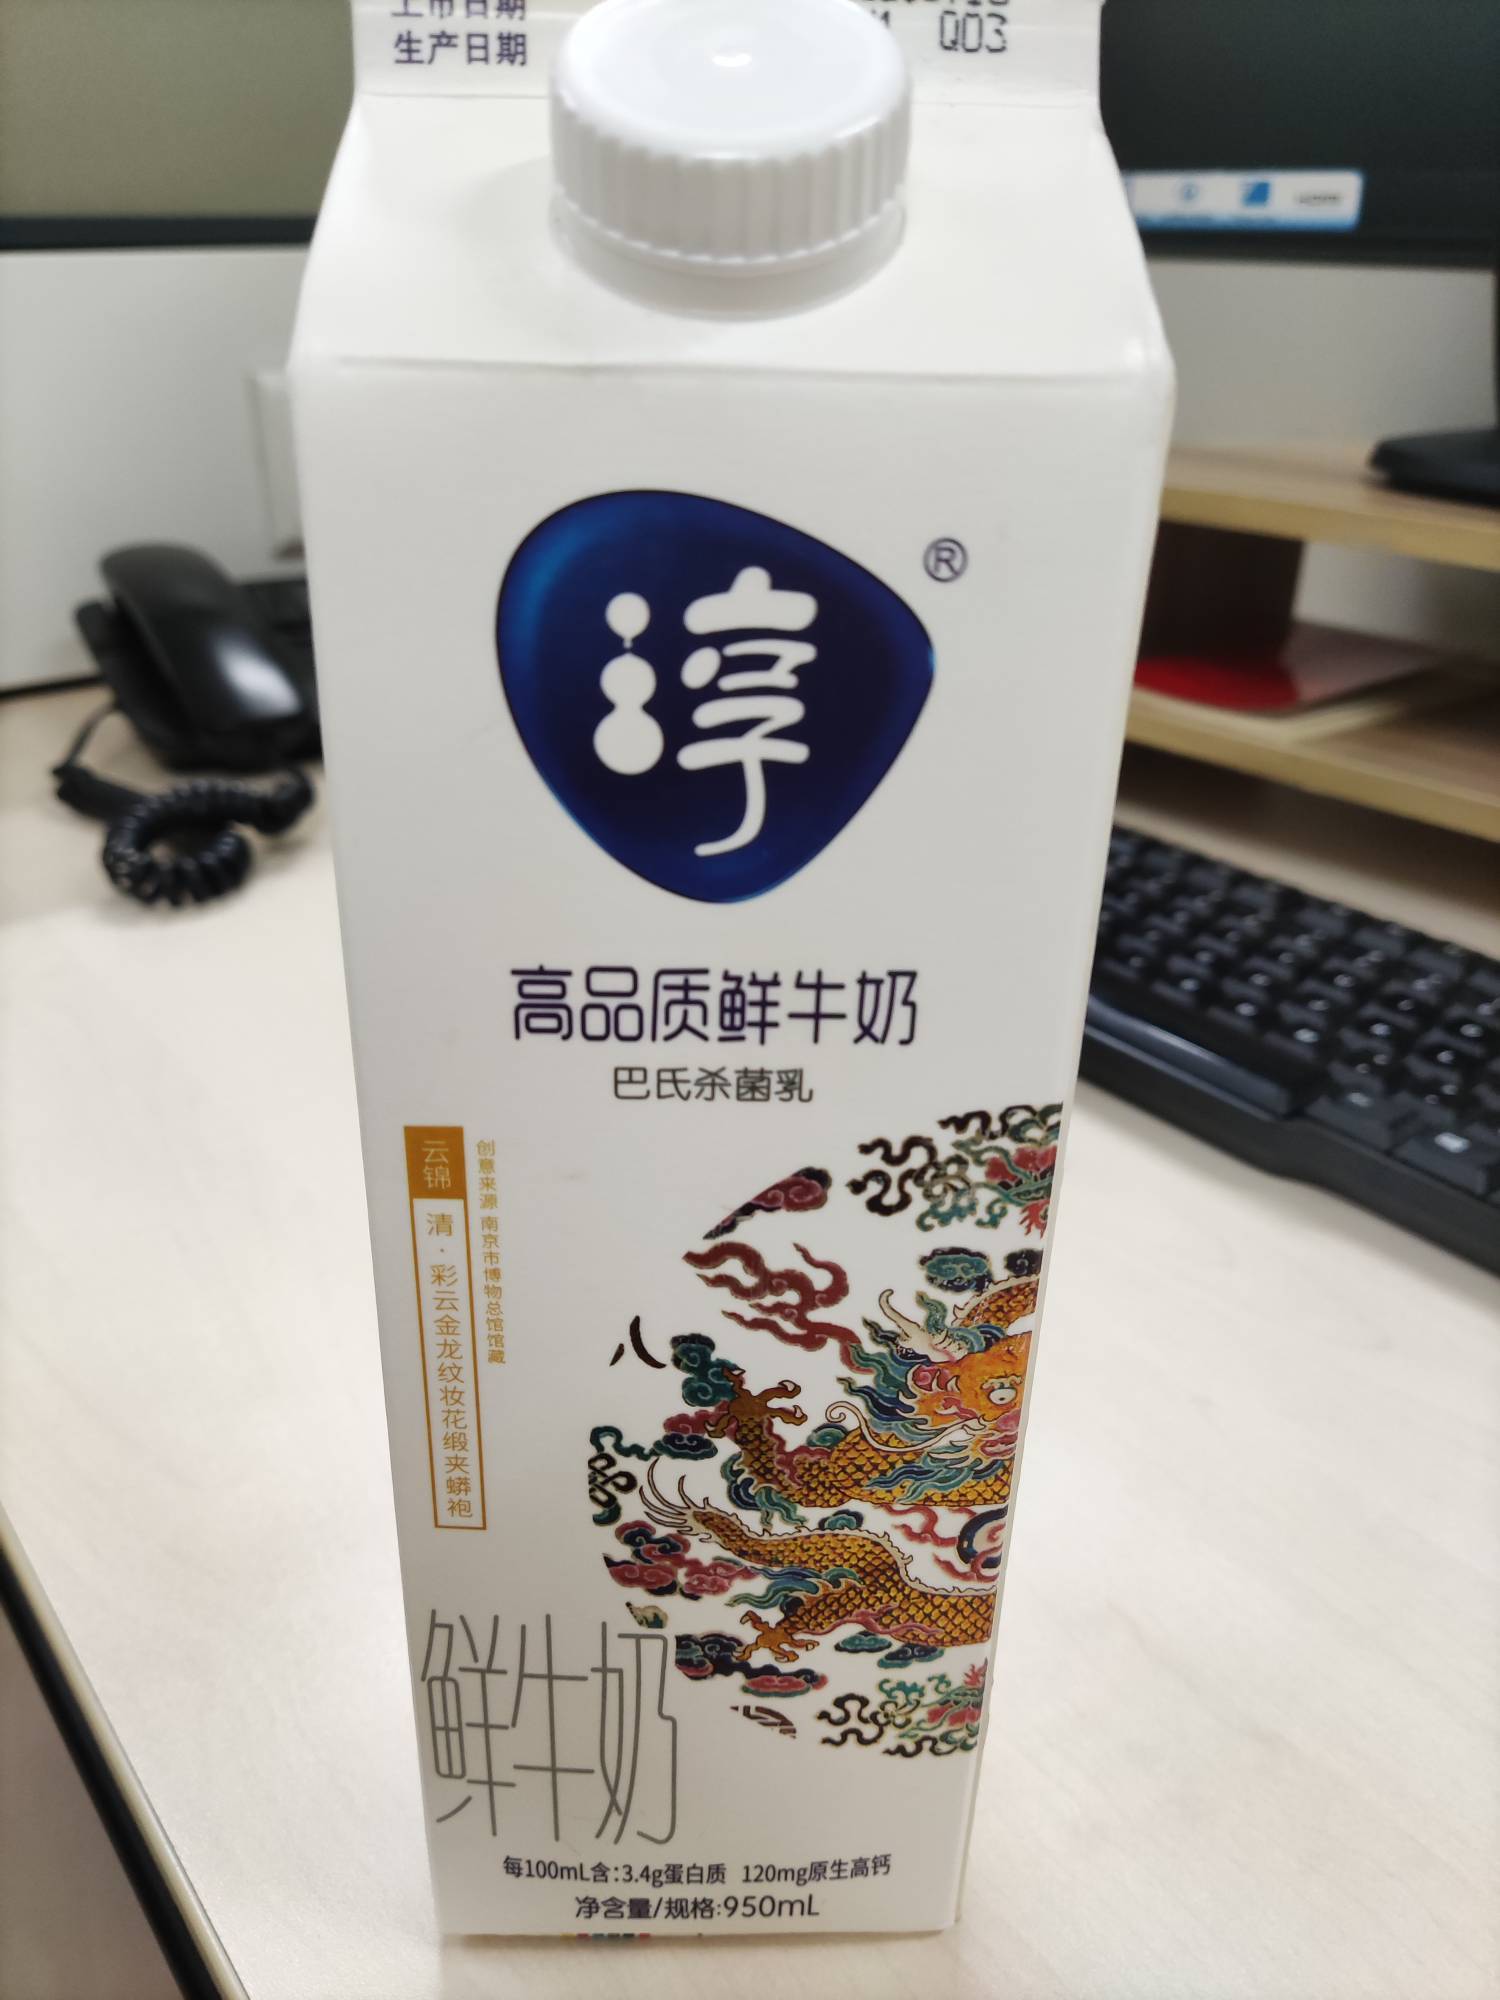 上市日期
生产日期
Q03
淳
®
高品质鲜牛奶
巴氏杀菌乳
云锦
清·彩云金龙纹妆花缎夹蟒袍
创意来源 南京市博物总馆馆藏
鲜牛奶
每100mL含:3.4g蛋白质 120mg原生高钙
净含量/规格:950mL